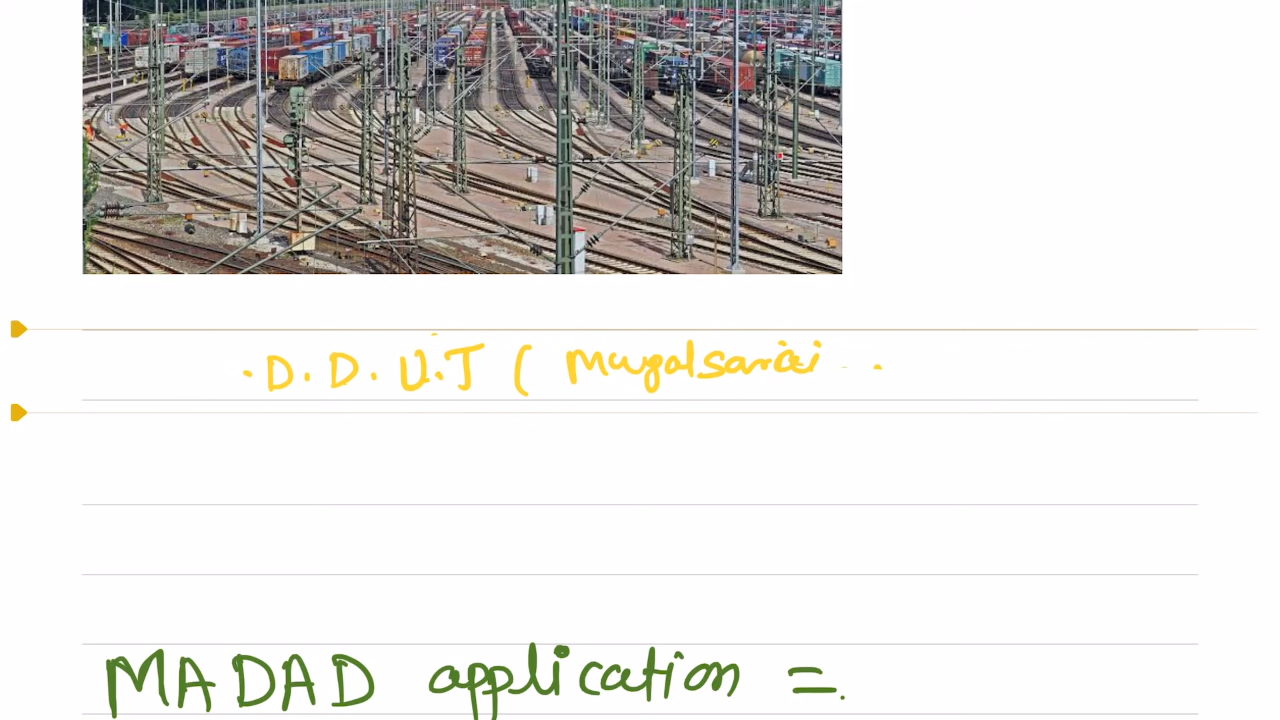 . D. D. U. J ( Mugalsarai . .
MADAD application =.